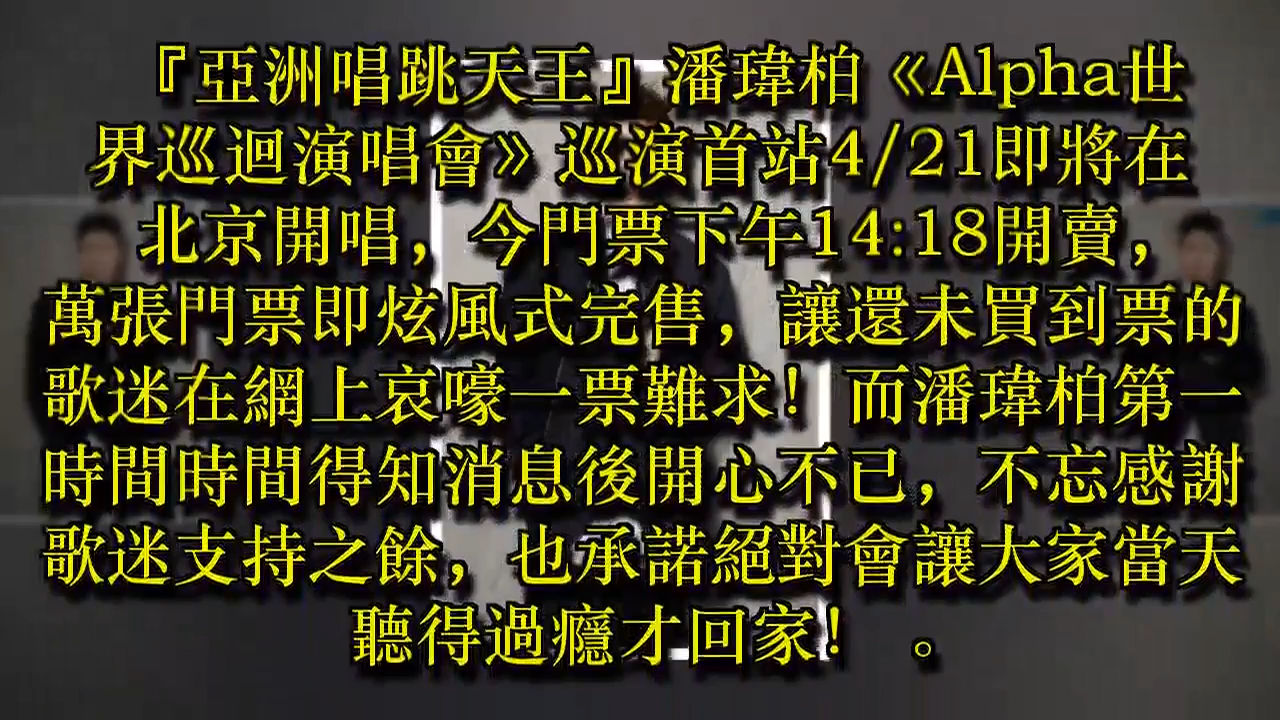 『亞洲唱跳天王』潘瑋柏《Alpha世
界巡迴演唱會》巡演首站4/21即將在
北京開唱，今門票下午14:18開賣，
萬張門票即炫風式完售，讓還未買到票的
歌迷在網上哀嚎一票難求！而潘瑋柏第一
時間時間得知消息後開心不已，不忘感謝
歌迷支持之餘，也承諾絕對會讓大家當天
聽得過癮才回家！ 。